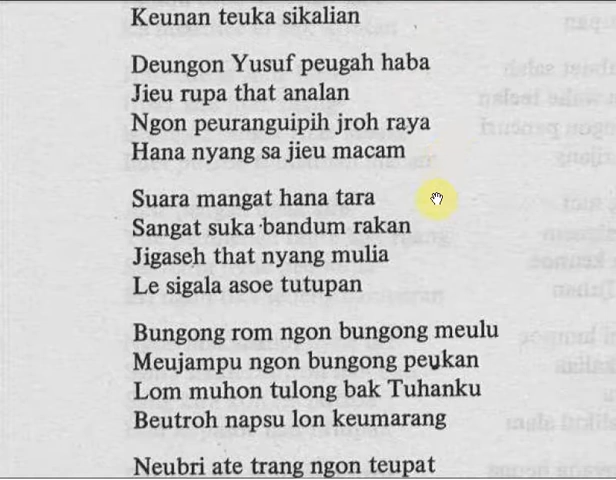 Keunan teuka sikalian
Deungon Yusuf peugah haba
Jieu rupa that analan
Ngon peuranguipih jroh raya
Hana nyang sa jieu macam
Suara mangat hana tara
Sangat suka bandum rakan
Jigaseh that nyang mulia
Le sigala asoe tutupan
Bungong rom ngon bungong meulu
Meujampu ngon bungong peukan
Lom muhon tulong bak Tuhanku
Beutroh napsu lon keumarang
Neubri ate trang ngon teupat